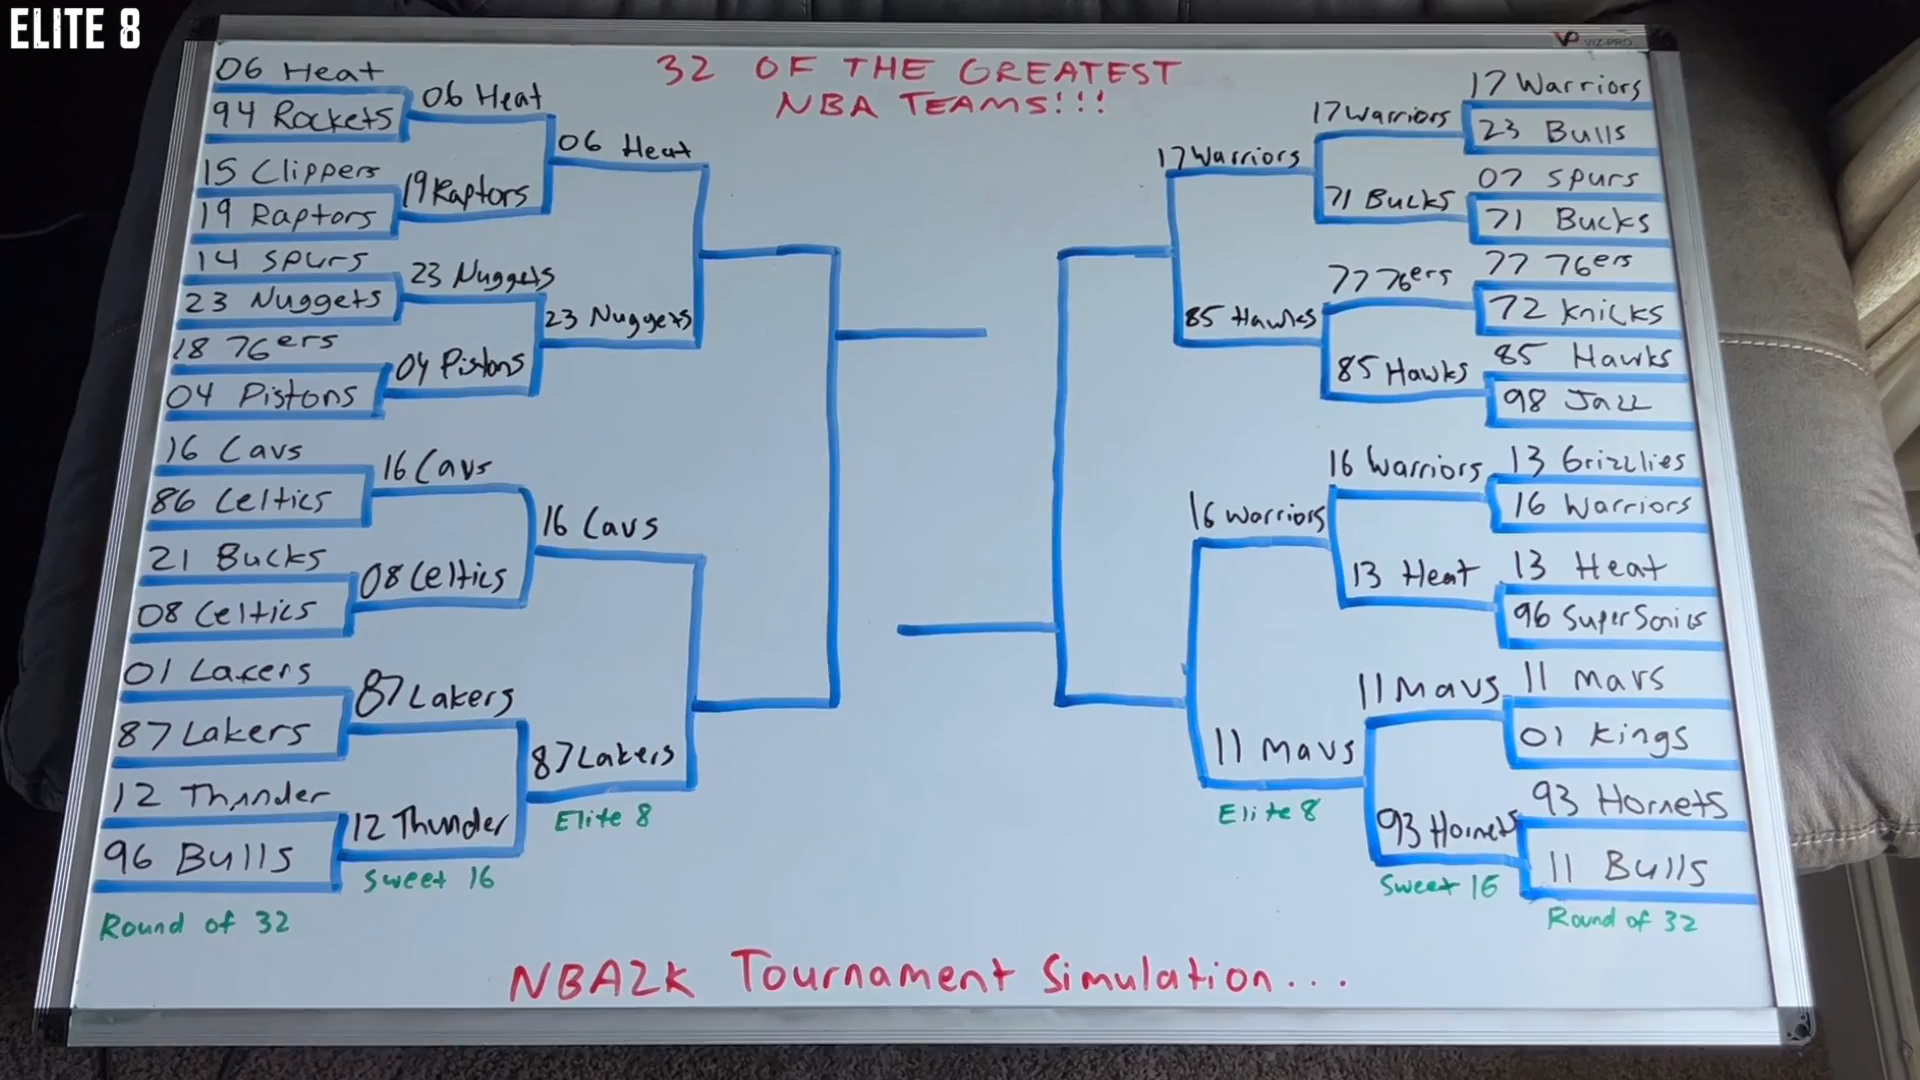 ELITE 8
VIZ-PRO
32 OF THE GREATEST
NBA TEAMS!!!
06 Heat
94 Rockets
15 Clippers
19 Raptors
14 Spurs
23 Nuggets
18 76ers
04 Pistons
16 Cavs
86 Celtics
21 Bucks
08 Celtics
01 Lakers
87 Lakers
12 Thunder
96 Bulls
Round of 32
06 Heat
19 Raptors
23 Nuggets
04 Pistons
16 Cavs
08 Celtics
87 Lakers
12 Thunder
Sweet 16
06 Heat
23 Nuggets
16 Cavs
87 Lakers
Elite 8
17 Warriors
85 Hawks
16 Warriors
11 Mavs
Elite 8
17 Warriors
71 Bucks
77 76ers
85 Hawks
16 Warriors
13 Heat
11 Mavs
93 Hornets
Sweet 16
17 Warriors
23 Bulls
07 Spurs
71 Bucks
77 76ers
72 Knicks
85 Hawks
98 Jazz
13 Grizzlies
16 Warriors
13 Heat
96 SuperSonics
11 Mavs
01 Kings
93 Hornets
11 Bulls
Round of 32
NBA2K Tournament Simulation...